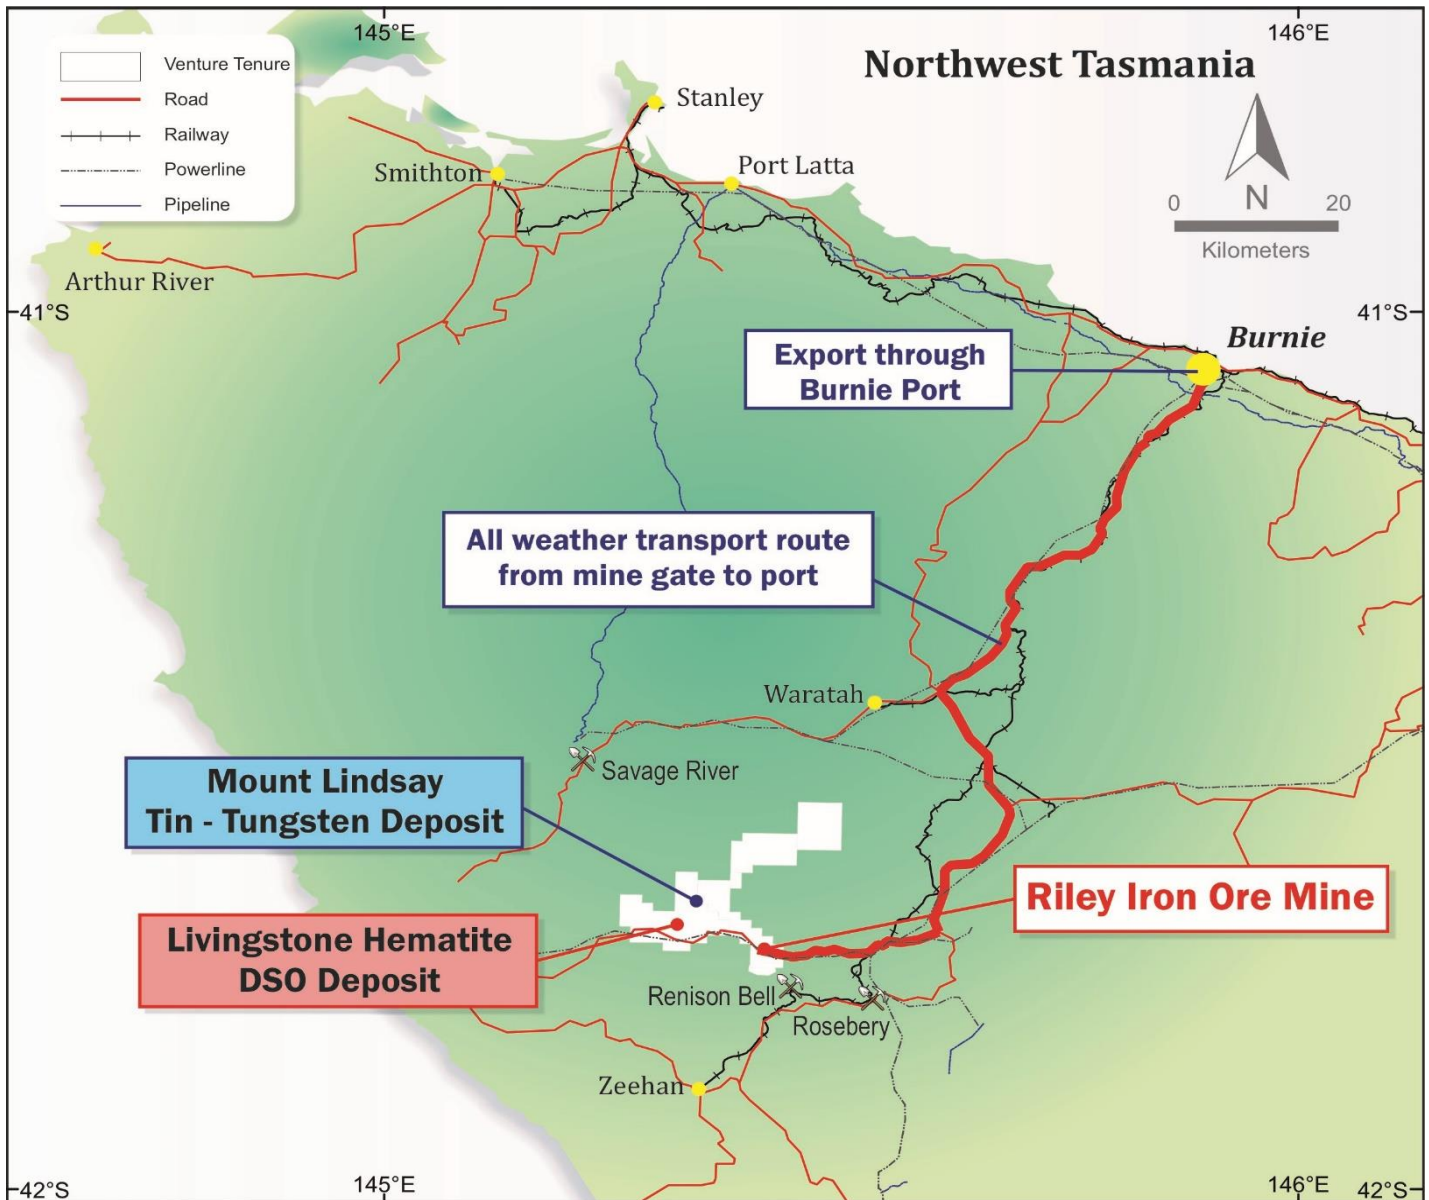 145°E
146°E
Northwest Tasmania
Venture Tenure
Road
Railway
Powerline
Pipeline
Stanley
Smithton
Port Latta
N
0 20
Kilometers
Arthur River
41°S
41°S
Burnie
Export through
Burnie Port
All weather transport route
from mine gate to port
Waratah
Savage River
Mount Lindsay
Tin - Tungsten Deposit
Riley Iron Ore Mine
Livingstone Hematite
DSO Deposit
Renison Bell
Rosebery
Zeehan
42°S
145°E
146°E
42°S